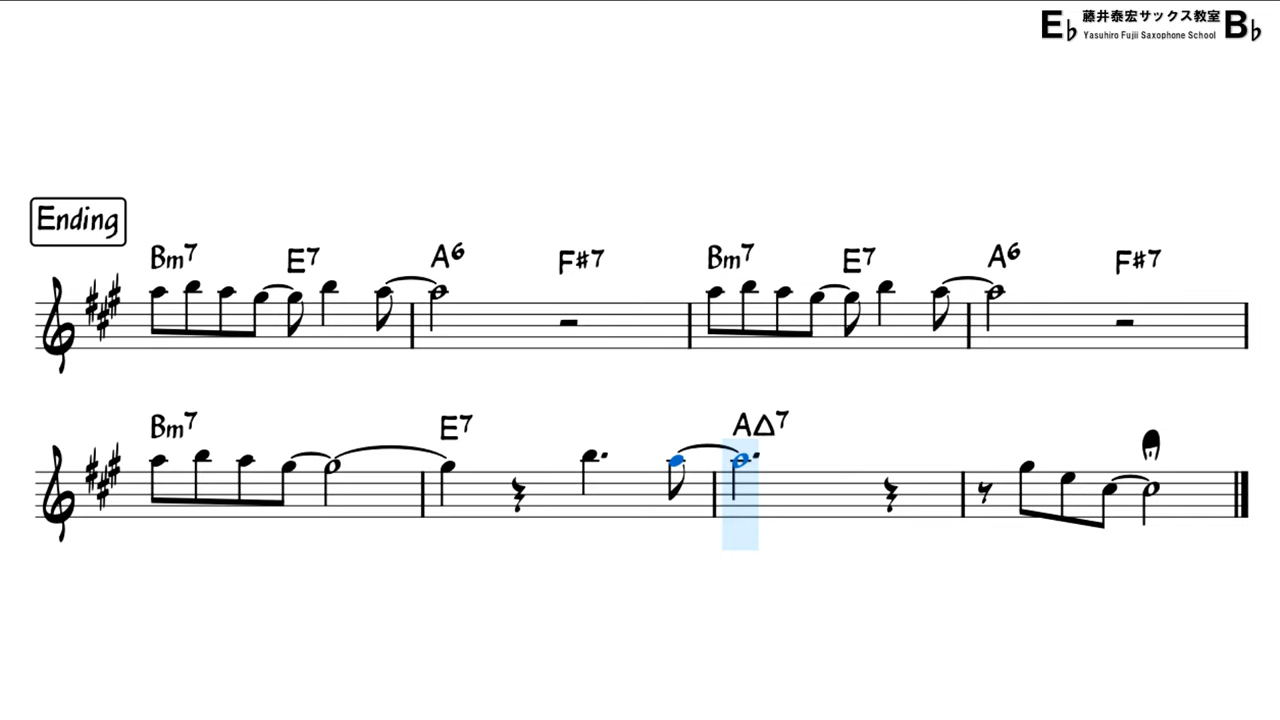 E♭ 藤井泰宏サックス教室 B♭
Yasuhiro Fujii Saxophone School
Ending
Bm7 E7 A6 F#7 Bm7 E7 A6 F#7
Bm7 E7 A△7